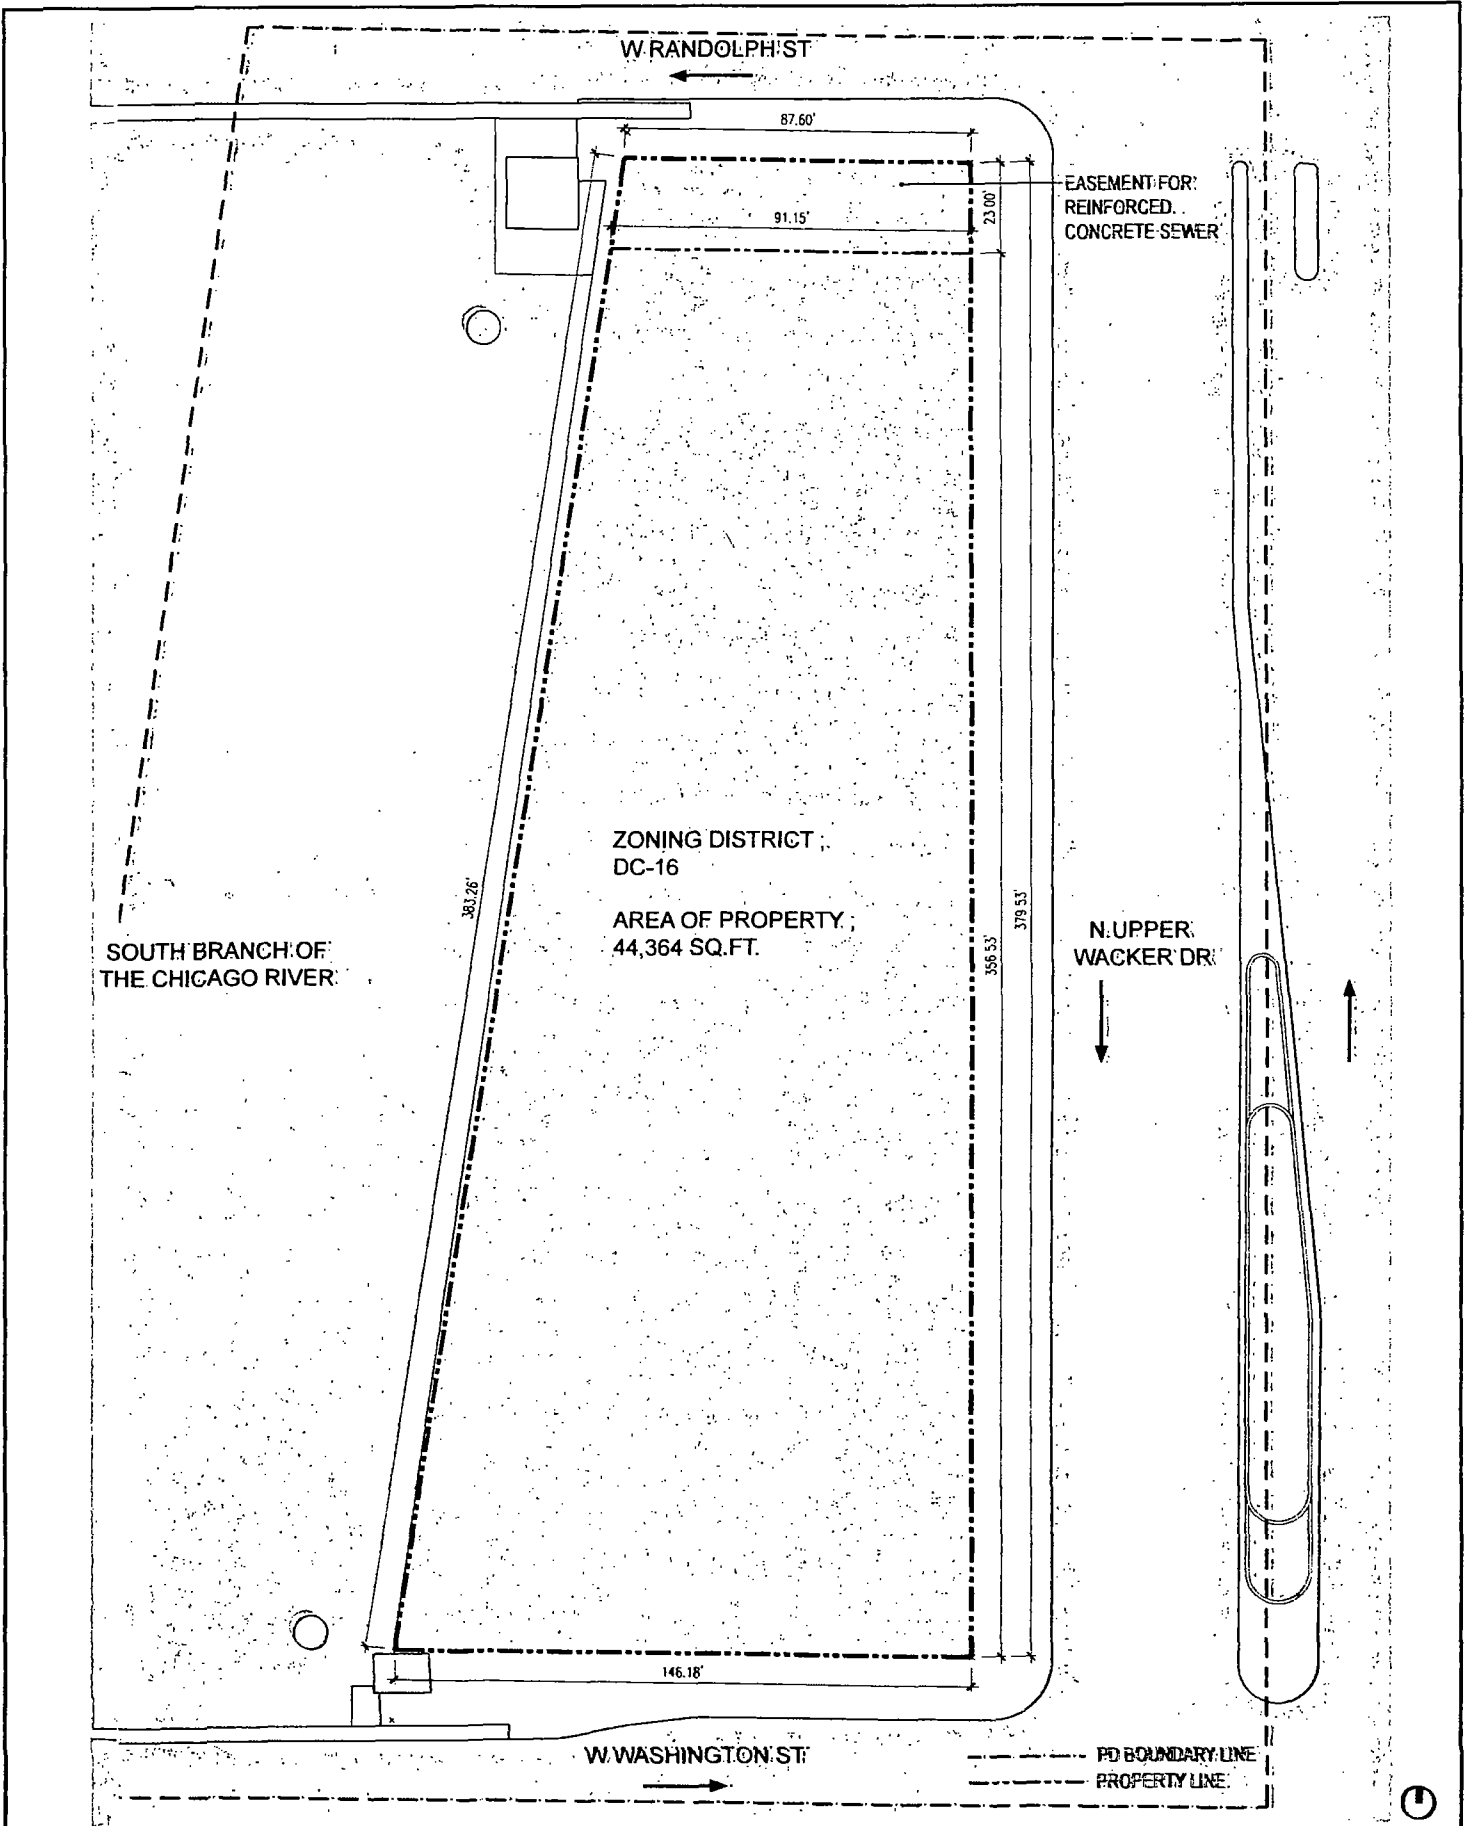 W RANDOLPH ST
87.60'
EASEMENT FOR
REINFORCED
CONCRETE SEWER
91.15'
23.00'
ZONING DISTRICT ;
DC-16
383.26'
AREA OF PROPERTY ;
44,364 SQ.FT.
379.53'
356.53'
N.UPPER
WACKER DR
SOUTH BRANCH OF
THE CHICAGO RIVER
146.18'
W WASHINGTON ST
PD BOUNDARY LINE
PROPERTY LINE